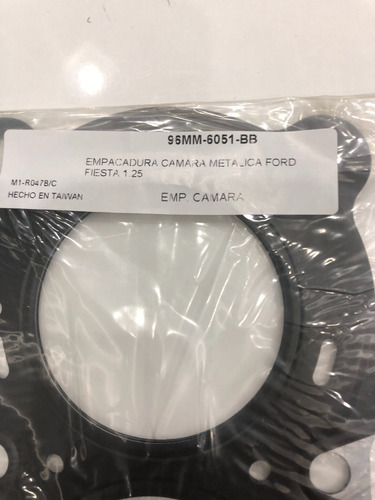 96MM-6051-BB
EMPACADURA CAMARA METALICA FORD
FIESTA 1.25
M1-R047B/C
HECHO EN TAIWAN
EMP. CAMARA